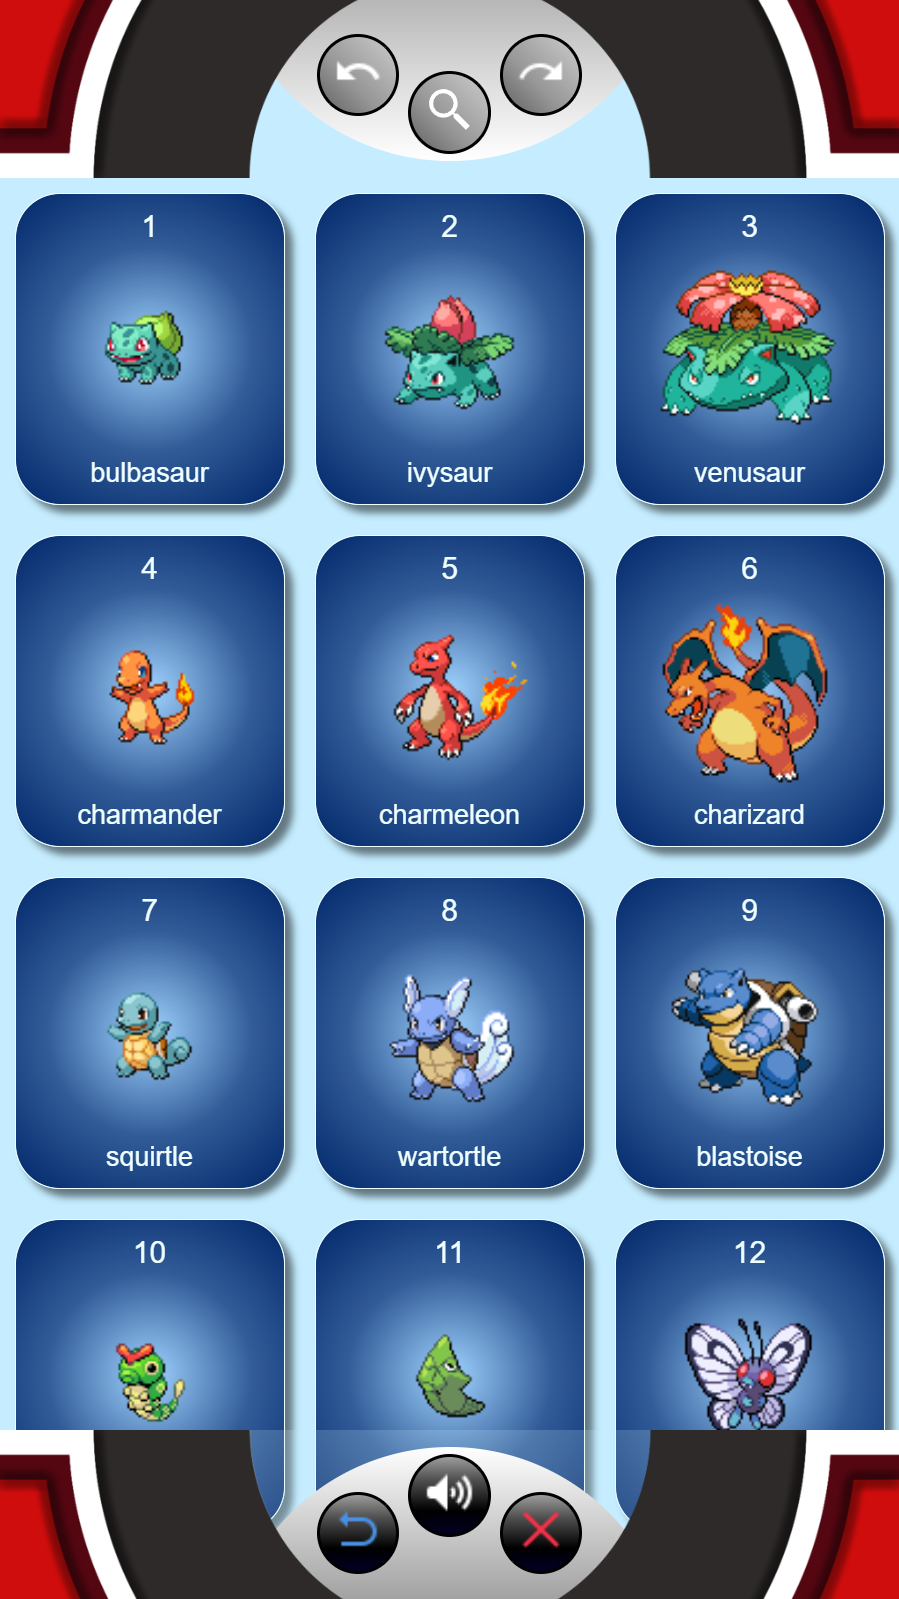 1 2 3
bulbasaur ivysaur venusaur
4 5 6
charmander charmeleon charizard
7 8 9
squirtle wartortle blastoise
10 11 12